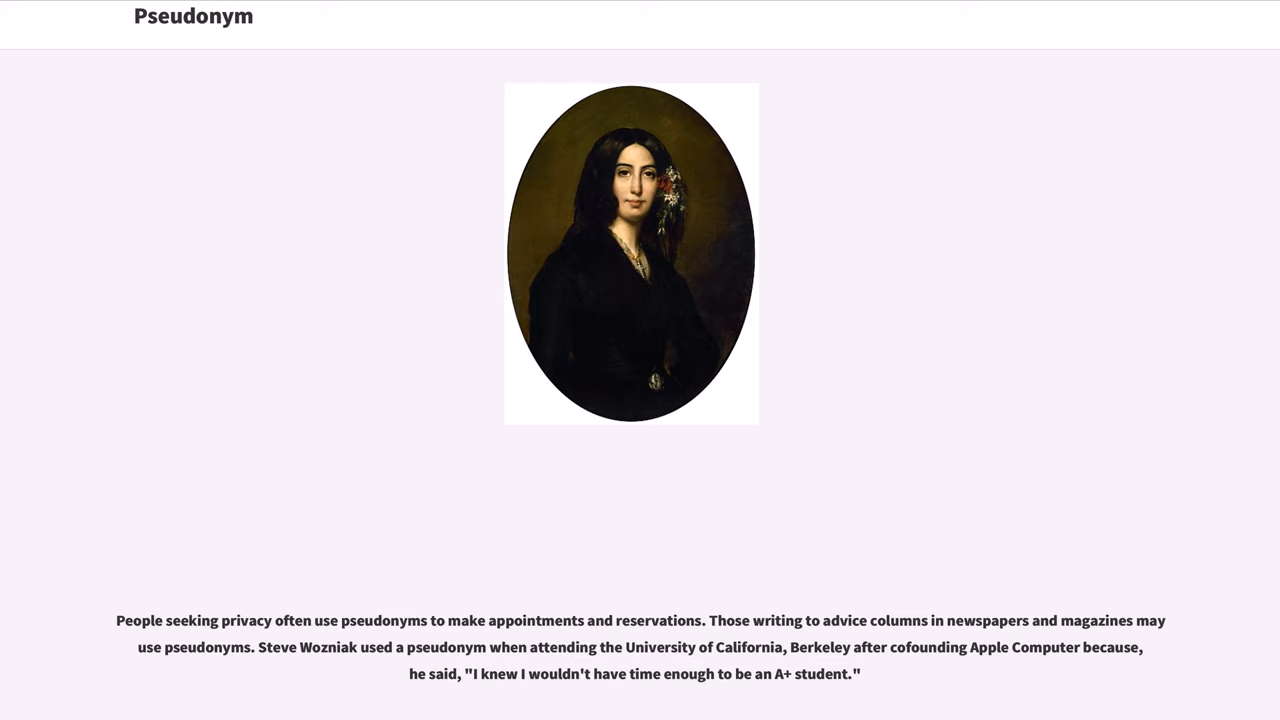 Pseudonym
People seeking privacy often use pseudonyms to make appointments and reservations. Those writing to advice columns in newspapers and magazines may
use pseudonyms. Steve Wozniak used a pseudonym when attending the University of California, Berkeley after cofounding Apple Computer because,
he said, "I knew I wouldn't have time enough to be an A+ student."